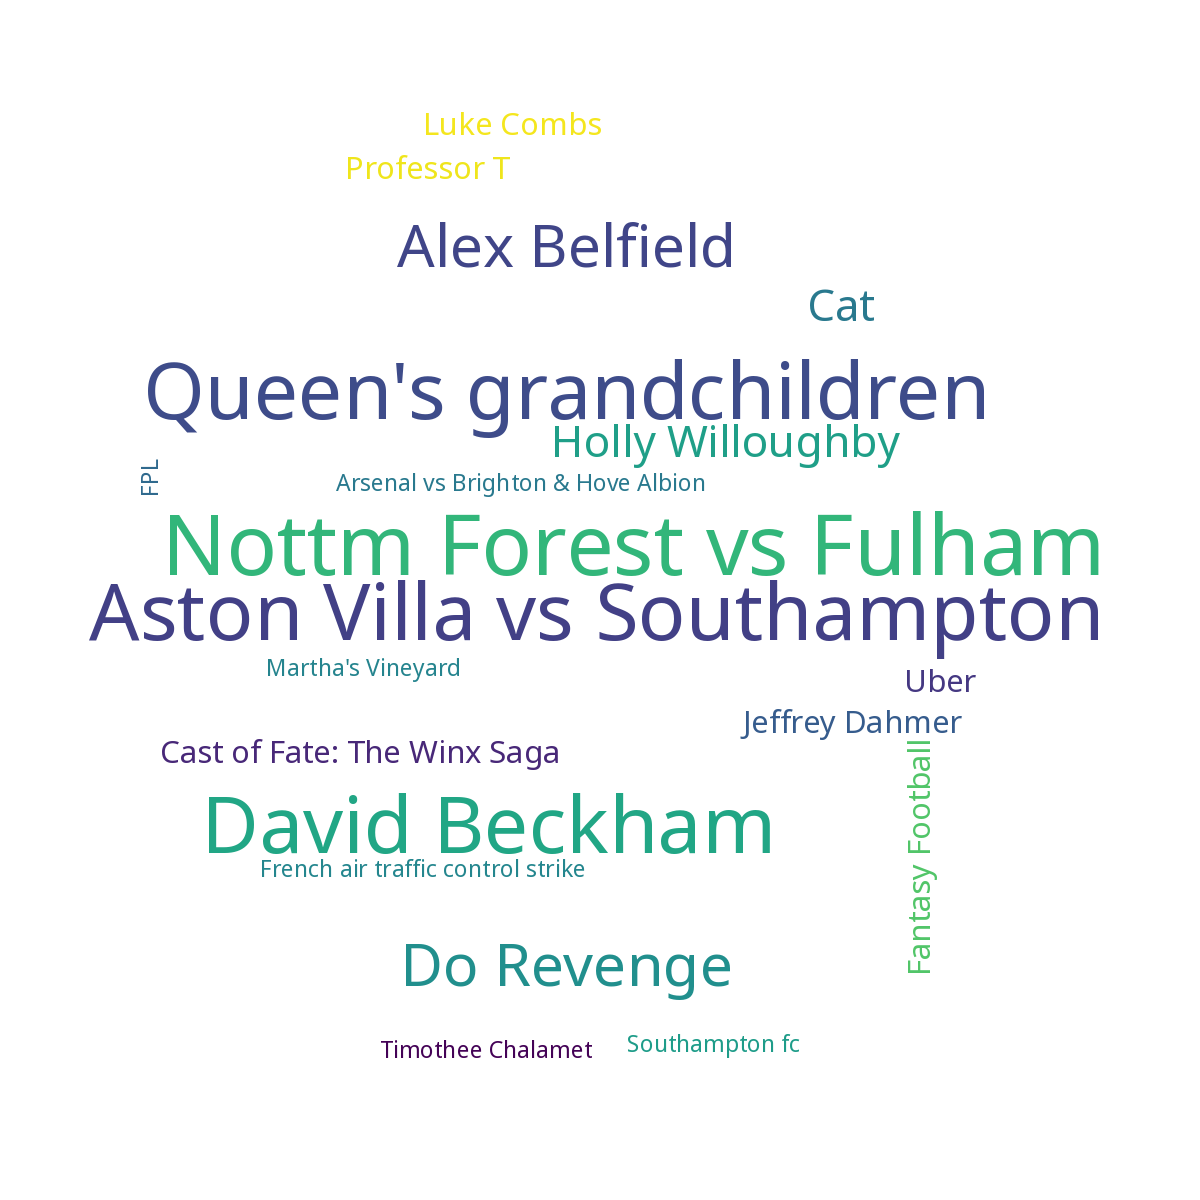 Luke Combs
Professor T
Alex Belfield
Cat
Queen's grandchildren
Holly Willoughby
FPL
Arsenal vs Brighton & Hove Albion
Nottm Forest vs Fulham
Aston Villa vs Southampton
Martha's Vineyard
Uber
Jeffrey Dahmer
Cast of Fate: The Winx Saga
Fantasy Football
David Beckham
French air traffic control strike
Do Revenge
Timothee Chalamet
Southampton fc